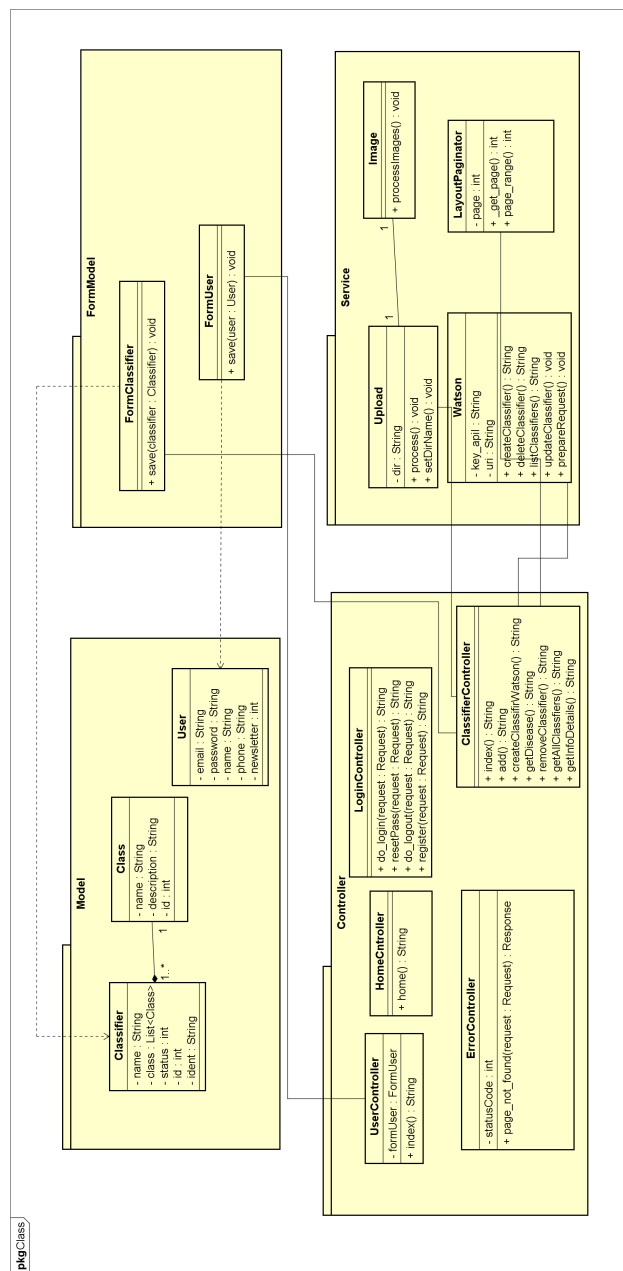 pkgClass
Model
Classifier
- name : String
- class : List<Class>
- status : int
- id : int
- ident : String
1..*
1
Class
- name : String
- description : String
- id : int
User
- email : String
- password : String
- name : String
- phone : String
- newsletter : int
FormModel
FormClassifier
+ save(classifier : Classifier) : void
FormUser
+ save(user : User) : void
Controller
UserController
- formUser : FormUser
+ index() : String
HomeCntroller
+ home() : String
LoginController
+ do_login(request : Request) : String
+ resetPass(request : Request) : String
+ do_logout(request : Request) : String
+ register(request : Request) : String
ErrorController
- statusCode : int
+ page_not_found(request : Request) : Response
ClassifierController
+ index() : String
+ add() : String
+ createClassifirWatson() : String
+ getDisease() : String
+ removeClassifier() : String
+ getAllClassfiers() : String
+ getInfoDetails() : String
Service
Upload
- dir : String
+ process() : void
+ setDirName() : void
1
1
Image
+ processImages() : void
Watson
- key_apiI : String
- uri : String
+ createClassifier() : String
+ deleteClassifier() : String
+ listClassifiers() : String
+ updateClassifier() : void
+ prepareRequest() : void
LayoutPaginator
- page : int
+ _get_page() : int
+ page_range() : int